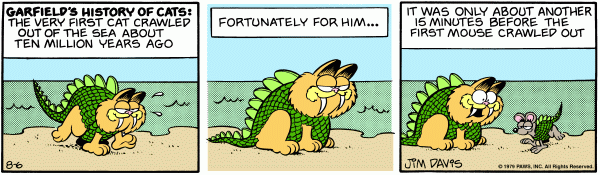 GARFIELD'S HISTORY OF CATS:
THE VERY FIRST CAT CRAWLED
OUT OF THE SEA ABOUT
TEN MILLION YEARS AGO
8-6
FORTUNATELY FOR HIM...
IT WAS ONLY ABOUT ANOTHER
15 MINUTES BEFORE THE
FIRST MOUSE CRAWLED OUT
JIM DAVIS
© 1979 PAWS, INC. All Rights Reserved.